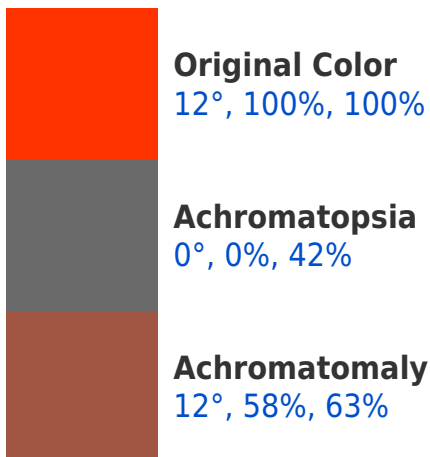 Original Color
12°, 100%, 100%
Achromatopsia
0°, 0%, 42%
Achromatomaly
12°, 58%, 63%